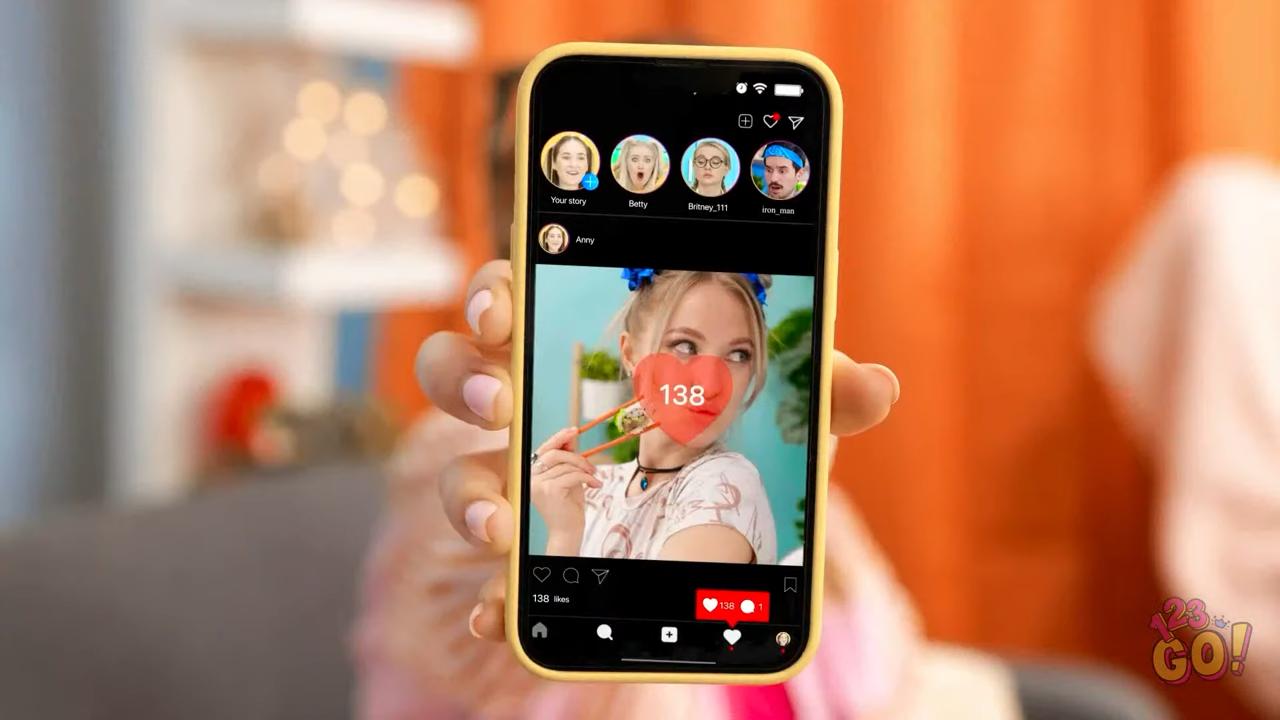 Your story
Betty
Britney_111
iron_man
Anny
138
138 likes
138 1
123
GO!